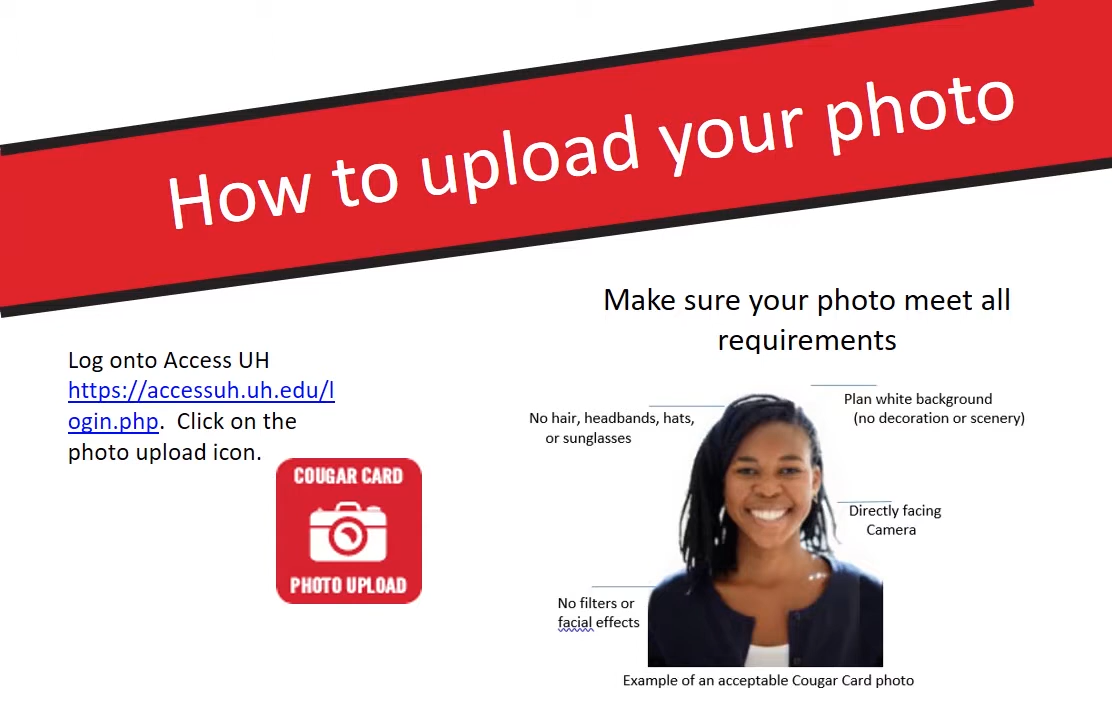 How to upload your photo
Log onto Access UH
https://accessuh.uh.edu/l
ogin.php.  Click on the
photo upload icon.
COUGAR CARD
PHOTO UPLOAD
Make sure your photo meet all
requirements
No hair, headbands, hats,
or sunglasses
Plan white background
(no decoration or scenery)
Directly facing
Camera
No filters or
facial effects
Example of an acceptable Cougar Card photo